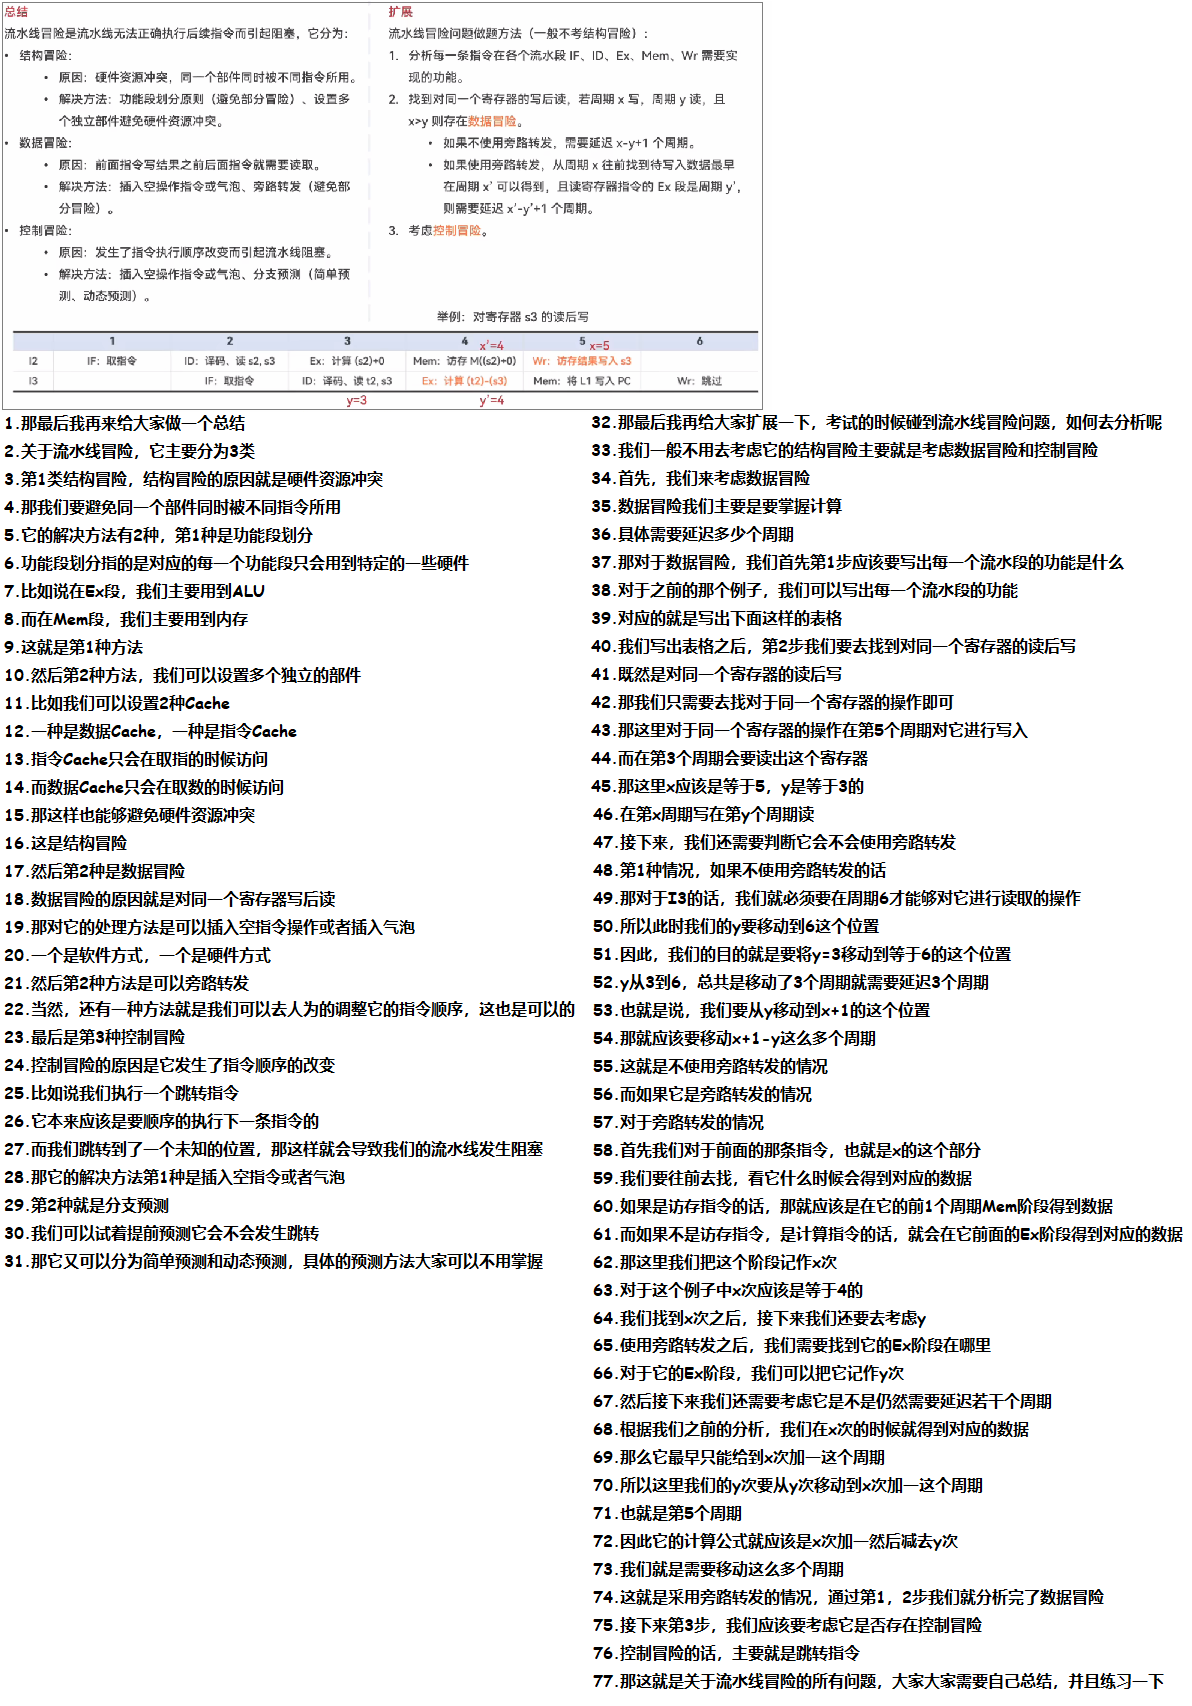 总结
流水线冒险是流水线无法正确执行后续指令而引起阻塞，它分为：
• 结构冒险：
• 原因：硬件资源冲突，同一个部件同时被不同指令所用。
• 解决方法：功能段划分原则（避免部分冒险）、设置多
个独立部件避免硬件资源冲突。
• 数据冒险：
• 原因：前面指令写结果之前后面指令就需要读取。
• 解决方法：插入空操作指令或气泡、旁路转发（避免部
分冒险）。
• 控制冒险：
• 原因：发生了指令执行顺序改变而引起流水线阻塞。
• 解决方法：插入空操作指令或气泡、分支预测（简单预
测、动态预测）。
扩展
流水线冒险问题做题方法（一般不考结构冒险）：
1. 分析每一条指令在各个流水段 IF、ID、Ex、Mem、Wr 需要实
现的功能。
2. 找到对同一个寄存器的写后读，若周期 x 写，周期 y 读，且
x>y 则存在数据冒险。
• 如果不使用旁路转发，需要延迟 x-y+1 个周期。
• 如果使用旁路转发，从周期 x 往前找到待写入数据最早
在周期 x' 可以得到，且读寄存器指令的 Ex 段是周期 y'，
则需要延迟 x'-y'+1 个周期。
3. 考虑控制冒险。
举例：对寄存器 s3 的读后写
1 2 3 4 x'=4 5 x=5 6
I2 IF：取指令 ID：译码、读 s2, s3 Ex：计算 (s2)+0 Mem：访存 M((s2)+0) Wr：访存结果写入 s3
I3 IF：取指令 ID：译码、读 t2, s3 Ex：计算 (t2)-(s3) Mem：将 L1 写入 PC Wr：跳过
y=3 y'=4
1.那最后我再来给大家做一个总结
2.关于流水线冒险，它主要分为3类
3.第1类结构冒险，结构冒险的原因就是硬件资源冲突
4.那我们要避免同一个部件同时被不同指令所用
5.它的解决方法有2种，第1种是功能段划分
6.功能段划分指的是对应的每一个功能段只会用到特定的一些硬件
7.比如说在Ex段，我们主要用到ALU
8.而在Mem段，我们主要用到内存
9.这就是第1种方法
10.然后第2种方法，我们可以设置多个独立的部件
11.比如我们可以设置2种Cache
12.一种是数据Cache，一种是指令Cache
13.指令Cache只会在取指的时候访问
14.而数据Cache只会在取数的时候访问
15.那这样也能够避免硬件资源冲突
16.这是结构冒险
17.然后第2种是数据冒险
18.数据冒险的原因就是对同一个寄存器写后读
19.那对它的处理方法是可以插入空指令操作或者插入气泡
20.一个是软件方式，一个是硬件方式
21.然后第2种方法是可以旁路转发
22.当然，还有一种方法就是我们可以去人为的调整它的指令顺序，这也是可以的
23.最后是第3种控制冒险
24.控制冒险的原因是它发生了指令顺序的改变
25.比如说我们执行一个跳转指令
26.它本来应该是要顺序的执行下一条指令的
27.而我们跳转到了一个未知的位置，那这样就会导致我们的流水线发生阻塞
28.那它的解决方法第1种是插入空指令或者气泡
29.第2种就是分支预测
30.我们可以试着提前预测它会不会发生跳转
31.那它又可以分为简单预测和动态预测，具体的预测方法大家可以不用掌握
32.那最后我再给大家扩展一下，考试的时候碰到流水线冒险问题，如何去分析呢
33.我们一般不用去考虑它的结构冒险主要就是考虑数据冒险和控制冒险
34.首先，我们来考虑数据冒险
35.数据冒险我们主要是要掌握计算
36.具体需要延迟多少个周期
37.那对于数据冒险，我们首先第1步应该要写出每一个流水段的功能是什么
38.对于之前的那个例子，我们可以写出每一个流水段的功能
39.对应的就是写出下面这样的表格
40.我们写出表格之后，第2步我们要去找到对同一个寄存器的读后写
41.既然是对同一个寄存器的读后写
42.那我们只需要去找对于同一个寄存器的操作即可
43.那这里对于同一个寄存器的操作在第5个周期对它进行写入
44.而在第3个周期会要读出这个寄存器
45.那这里x应该是等于5，y是等于3的
46.在第x周期写在第y个周期读
47.接下来，我们还需要判断它会不会使用旁路转发
48.第1种情况，如果不使用旁路转发的话
49.那对于I3的话，我们就必须要在周期6才能够对它进行读取的操作
50.所以此时我们的y要移动到6这个位置
51.因此，我们的目的就是要将y=3移动到等于6的这个位置
52.y从3到6，总共是移动了3个周期就需要延迟3个周期
53.也就是说，我们要从y移动到x+1的这个位置
54.那就应该要移动x+1-y这么多个周期
55.这就是不使用旁路转发的情况
56.而如果它是旁路转发的情况
57.对于旁路转发的情况
58.首先我们对于前面的那条指令，也就是x的这个部分
59.我们要往前去找，看它什么时候会得到对应的数据
60.如果是访存指令的话，那就应该是在它的前1个周期Mem阶段得到数据
61.而如果不是访存指令，是计算指令的话，就会在它前面的Ex阶段得到对应的数据
62.那这里我们把这个阶段记作x次
63.对于这个例子中x次应该是等于4的
64.我们找到x次之后，接下来我们还要去考虑y
65.使用旁路转发之后，我们需要找到它的Ex阶段在哪里
66.对于它的Ex阶段，我们可以把它记作y次
67.然后接下来我们还需要考虑它是不是仍然需要延迟若干个周期
68.根据我们之前的分析，我们在x次的时候就得到对应的数据
69.那么它最早只能给到x次加一这个周期
70.所以这里我们的y次要从y次移动到x次加一这个周期
71.也就是第5个周期
72.因此它的计算公式就应该是x次加一然后减去y次
73.我们就是需要移动这么多个周期
74.这就是采用旁路转发的情况，通过第1，2步我们就分析完了数据冒险
75.接下来第3步，我们应该要考虑它是否存在控制冒险
76.控制冒险的话，主要就是跳转指令
77.那这就是关于流水线冒险的所有问题，大家大家需要自己总结，并且练习一下